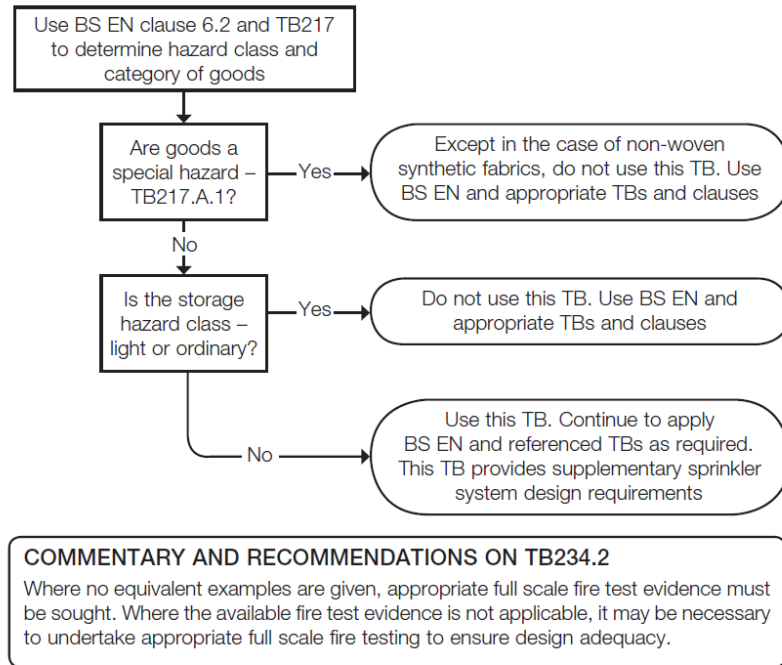 Use BS EN clause 6.2 and TB217
to determine hazard class and
category of goods
Are goods a
special hazard –
TB217.A.1?
Yes
Except in the case of non-woven
synthetic fabrics, do not use this TB. Use
BS EN and appropriate TBs and clauses
No
Is the storage
hazard class –
light or ordinary?
Yes
Do not use this TB. Use BS EN and
appropriate TBs and clauses
No
Use this TB. Continue to apply
BS EN and referenced TBs as required.
This TB provides supplementary sprinkler
system design requirements
COMMENTARY AND RECOMMENDATIONS ON TB234.2
Where no equivalent examples are given, appropriate full scale fire test evidence must
be sought. Where the available fire test evidence is not applicable, it may be necessary
to undertake appropriate full scale fire testing to ensure design adequacy.